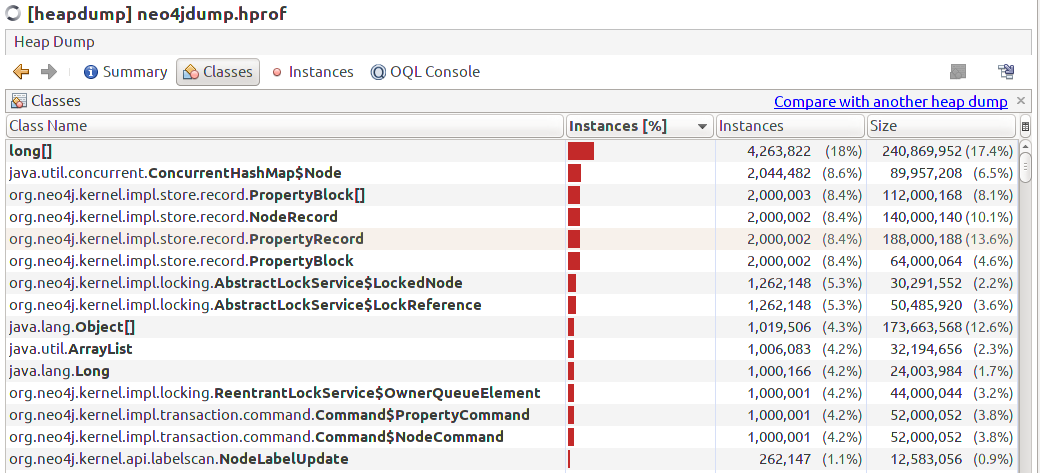 [heapdump] neo4jdump.hprof
Heap Dump
Summary Classes Instances OQL Console
Classes Compare with another heap dump
Class Name Instances [%] Instances Size
long[] 4,263,822 (18%) 240,869,952 (17.4%)
java.util.concurrent.ConcurrentHashMap$Node 2,044,482 (8.6%) 89,957,208 (6.5%)
org.neo4j.kernel.impl.store.record.PropertyBlock[] 2,000,003 (8.4%) 112,000,168 (8.1%)
org.neo4j.kernel.impl.store.record.NodeRecord 2,000,002 (8.4%) 140,000,140 (10.1%)
org.neo4j.kernel.impl.store.record.PropertyRecord 2,000,002 (8.4%) 188,000,188 (13.6%)
org.neo4j.kernel.impl.store.record.PropertyBlock 2,000,002 (8.4%) 64,000,064 (4.6%)
org.neo4j.kernel.impl.locking.AbstractLockService$LockedNode 1,262,148 (5.3%) 30,291,552 (2.2%)
org.neo4j.kernel.impl.locking.AbstractLockService$LockReference 1,262,148 (5.3%) 50,485,920 (3.6%)
java.lang.Object[] 1,019,506 (4.3%) 173,663,568 (12.6%)
java.util.ArrayList 1,006,083 (4.2%) 32,194,656 (2.3%)
java.lang.Long 1,000,166 (4.2%) 24,003,984 (1.7%)
org.neo4j.kernel.impl.locking.ReentrantLockService$OwnerQueueElement 1,000,001 (4.2%) 44,000,044 (3.2%)
org.neo4j.kernel.impl.transaction.command.Command$PropertyCommand 1,000,001 (4.2%) 52,000,052 (3.8%)
org.neo4j.kernel.impl.transaction.command.Command$NodeCommand 1,000,001 (4.2%) 52,000,052 (3.8%)
org.neo4j.kernel.api.labelscan.NodeLabelUpdate 262,147 (1.1%) 12,583,056 (0.9%)